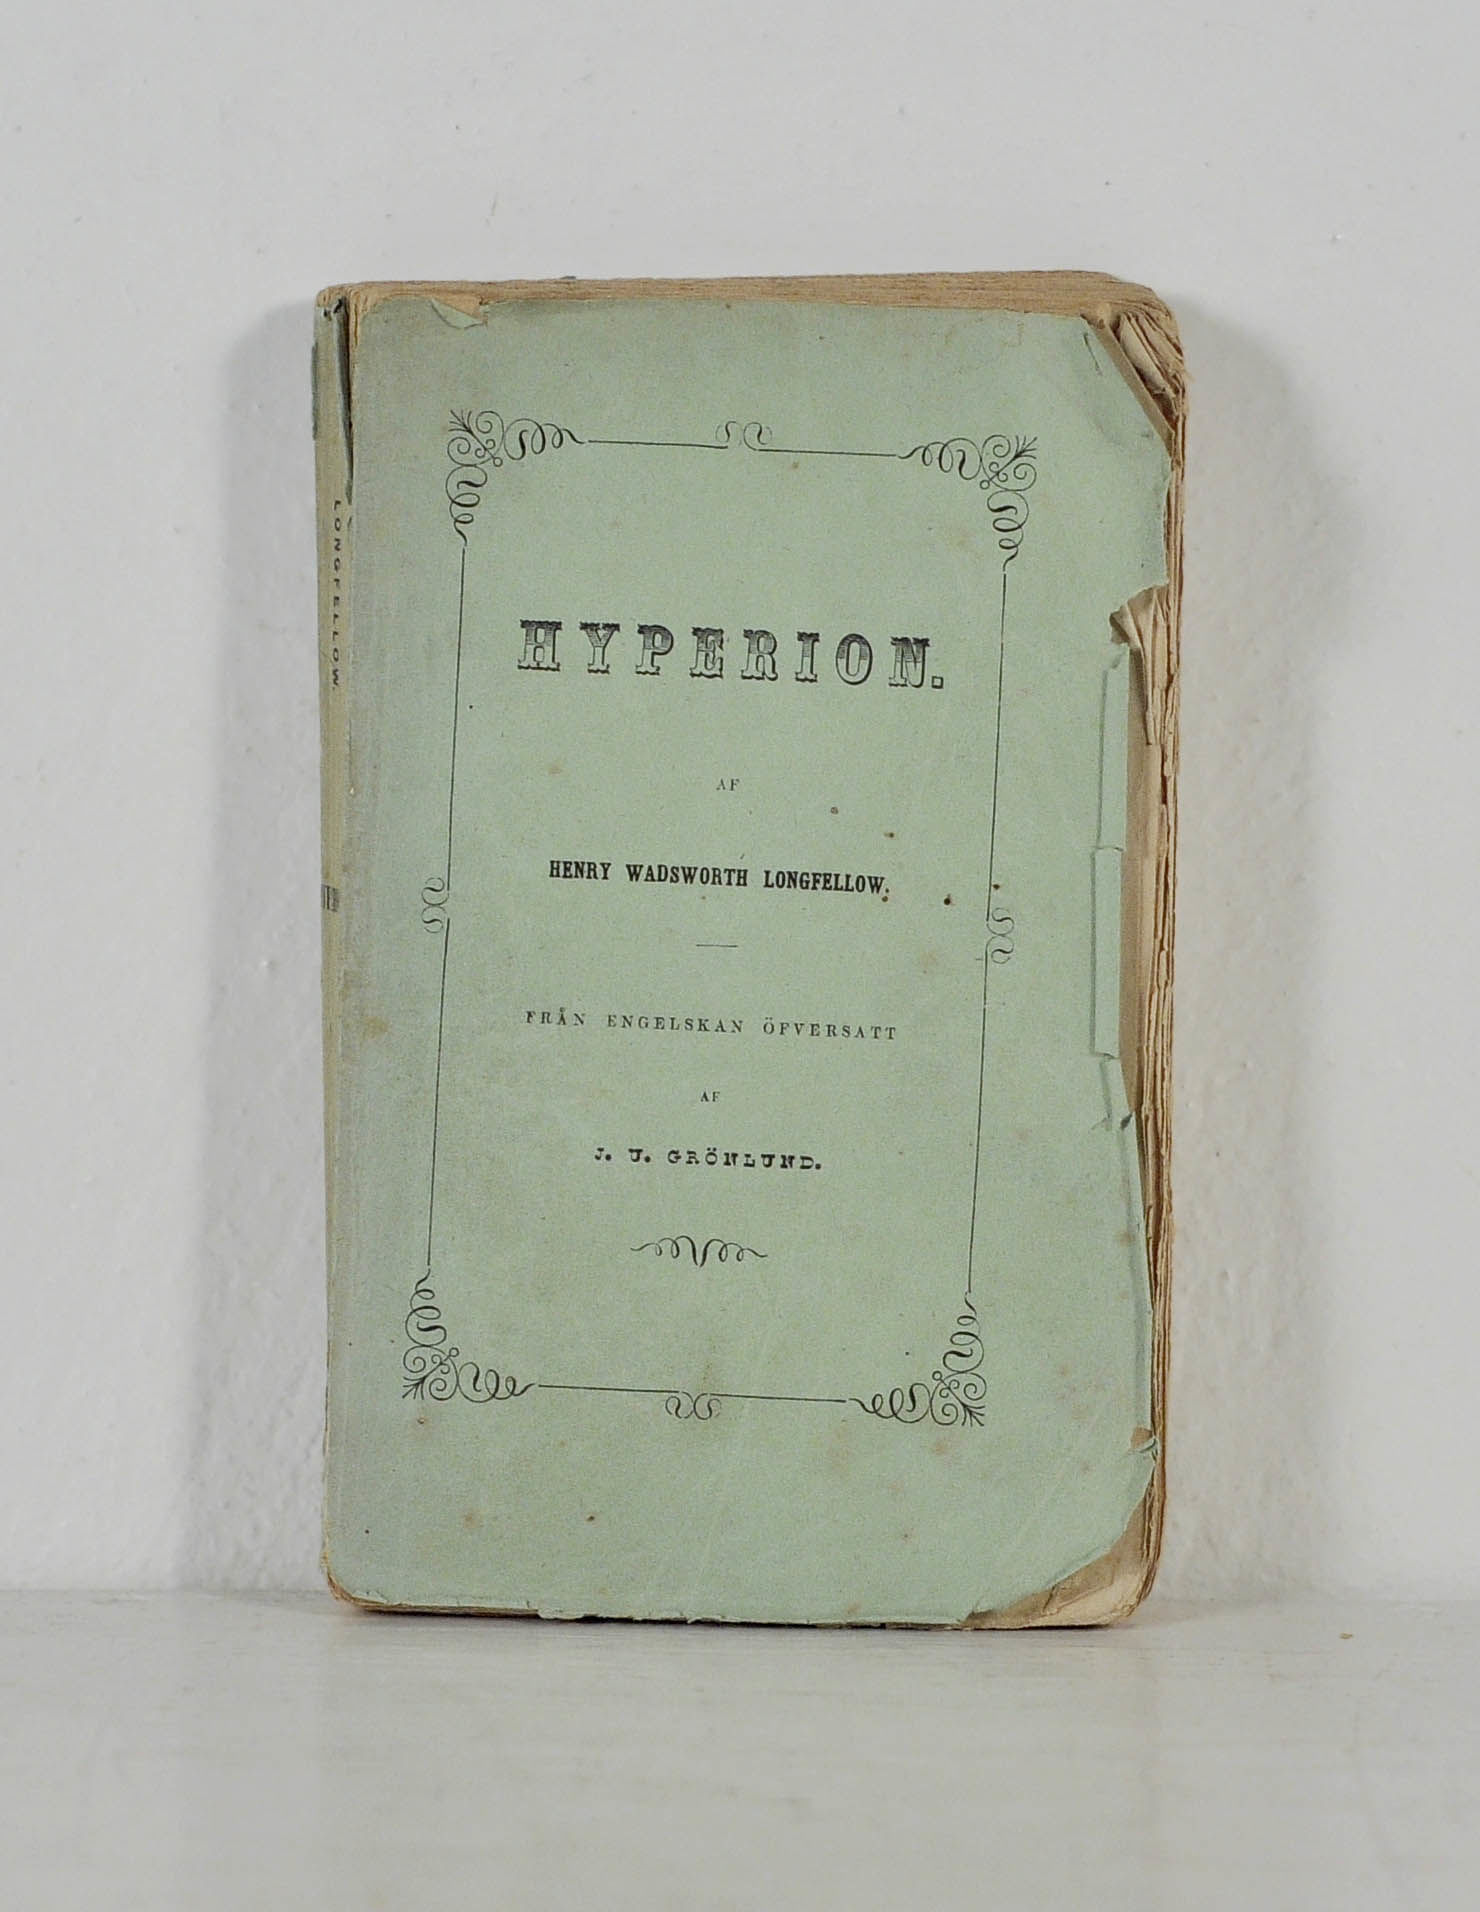 HYPERION.
AF
HENRY WADSWORTH LONGFELLOW.
FRÅN ENGELSKAN ÖFVERSATT
AF
J. U. GRÖNLUND.
LONGFELLOW.